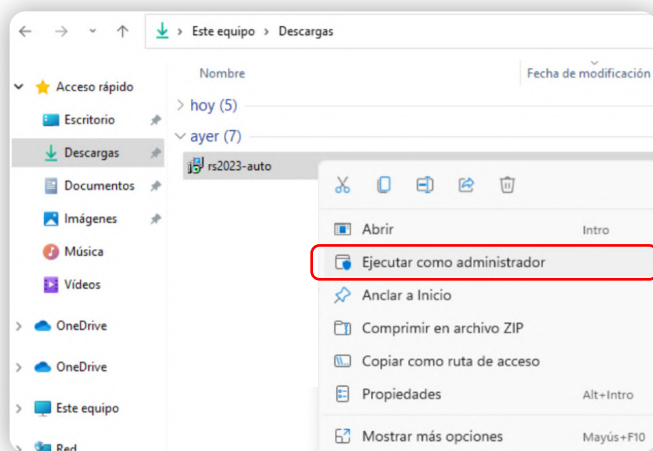 Este equipo > Descargas
Nombre
Fecha de modificación
Acceso rápido
Escritorio
Descargas
Documentos
Imágenes
Música
Vídeos
OneDrive
OneDrive
Este equipo
Red
hoy (5)
ayer (7)
rs2023-auto
Abrir Intro
Ejecutar como administrador
Anclar a Inicio
Comprimir en archivo ZIP
Copiar como ruta de acceso
Propiedades Alt+Intro
Mostrar más opciones Mayús+F10